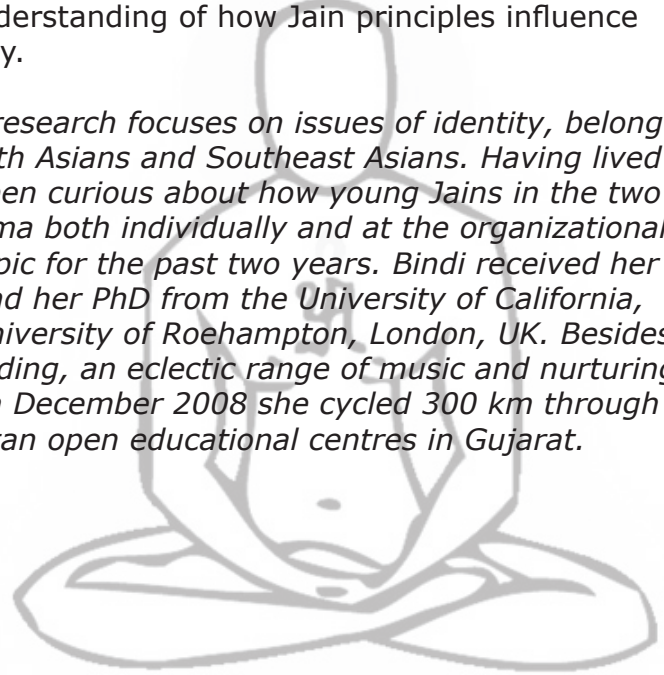 derstanding of how Jain principles influence
y.
research focuses on issues of identity, belong
th Asians and Southeast Asians. Having lived
een curious about how young Jains in the two
ma both individually and at the organizational
pic for the past two years. Bindi received her
nd her PhD from the University of California,
niversity of Roehampton, London, UK. Besides
ding, an eclectic range of music and nurturing
n December 2008 she cycled 300 km through
ran open educational centres in Gujarat.